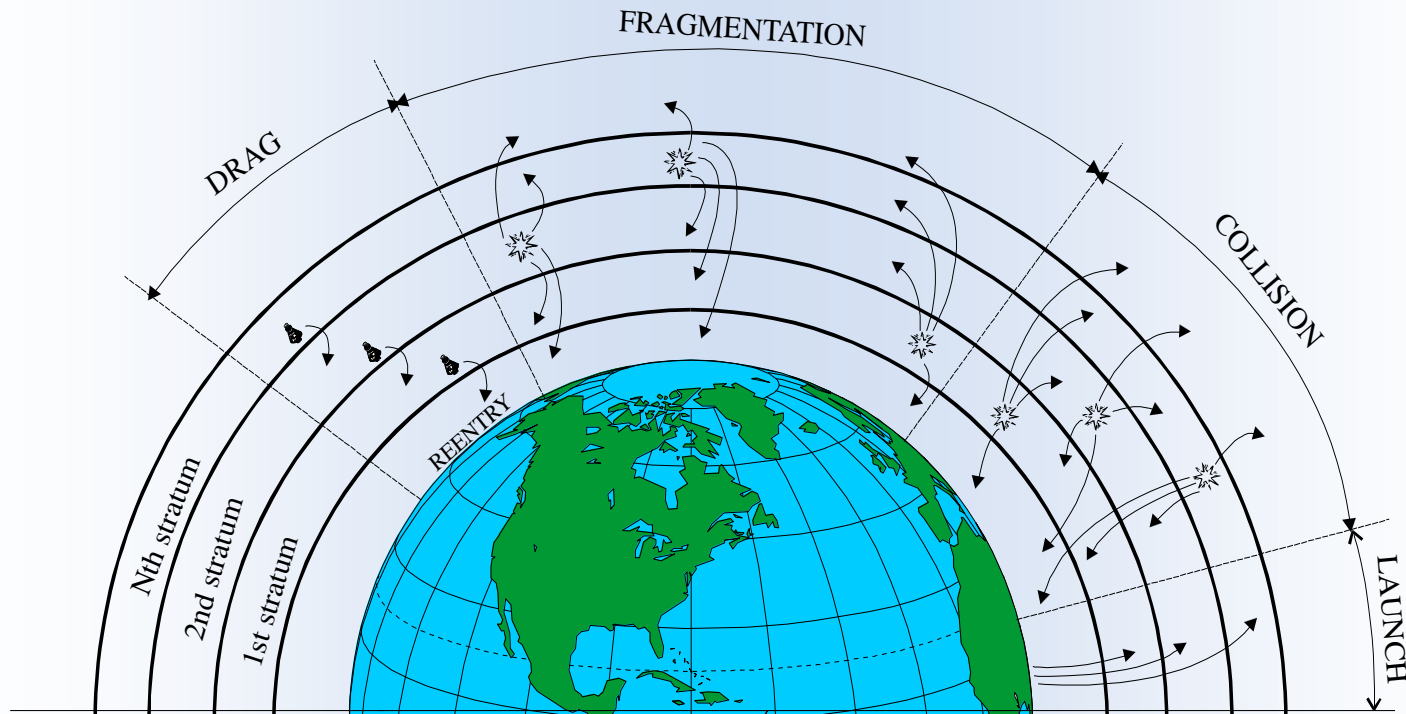 FRAGMENTATION
DRAG
COLLISION
REENTRY
Nth stratum
2nd stratum
1st stratum
LAUNCH